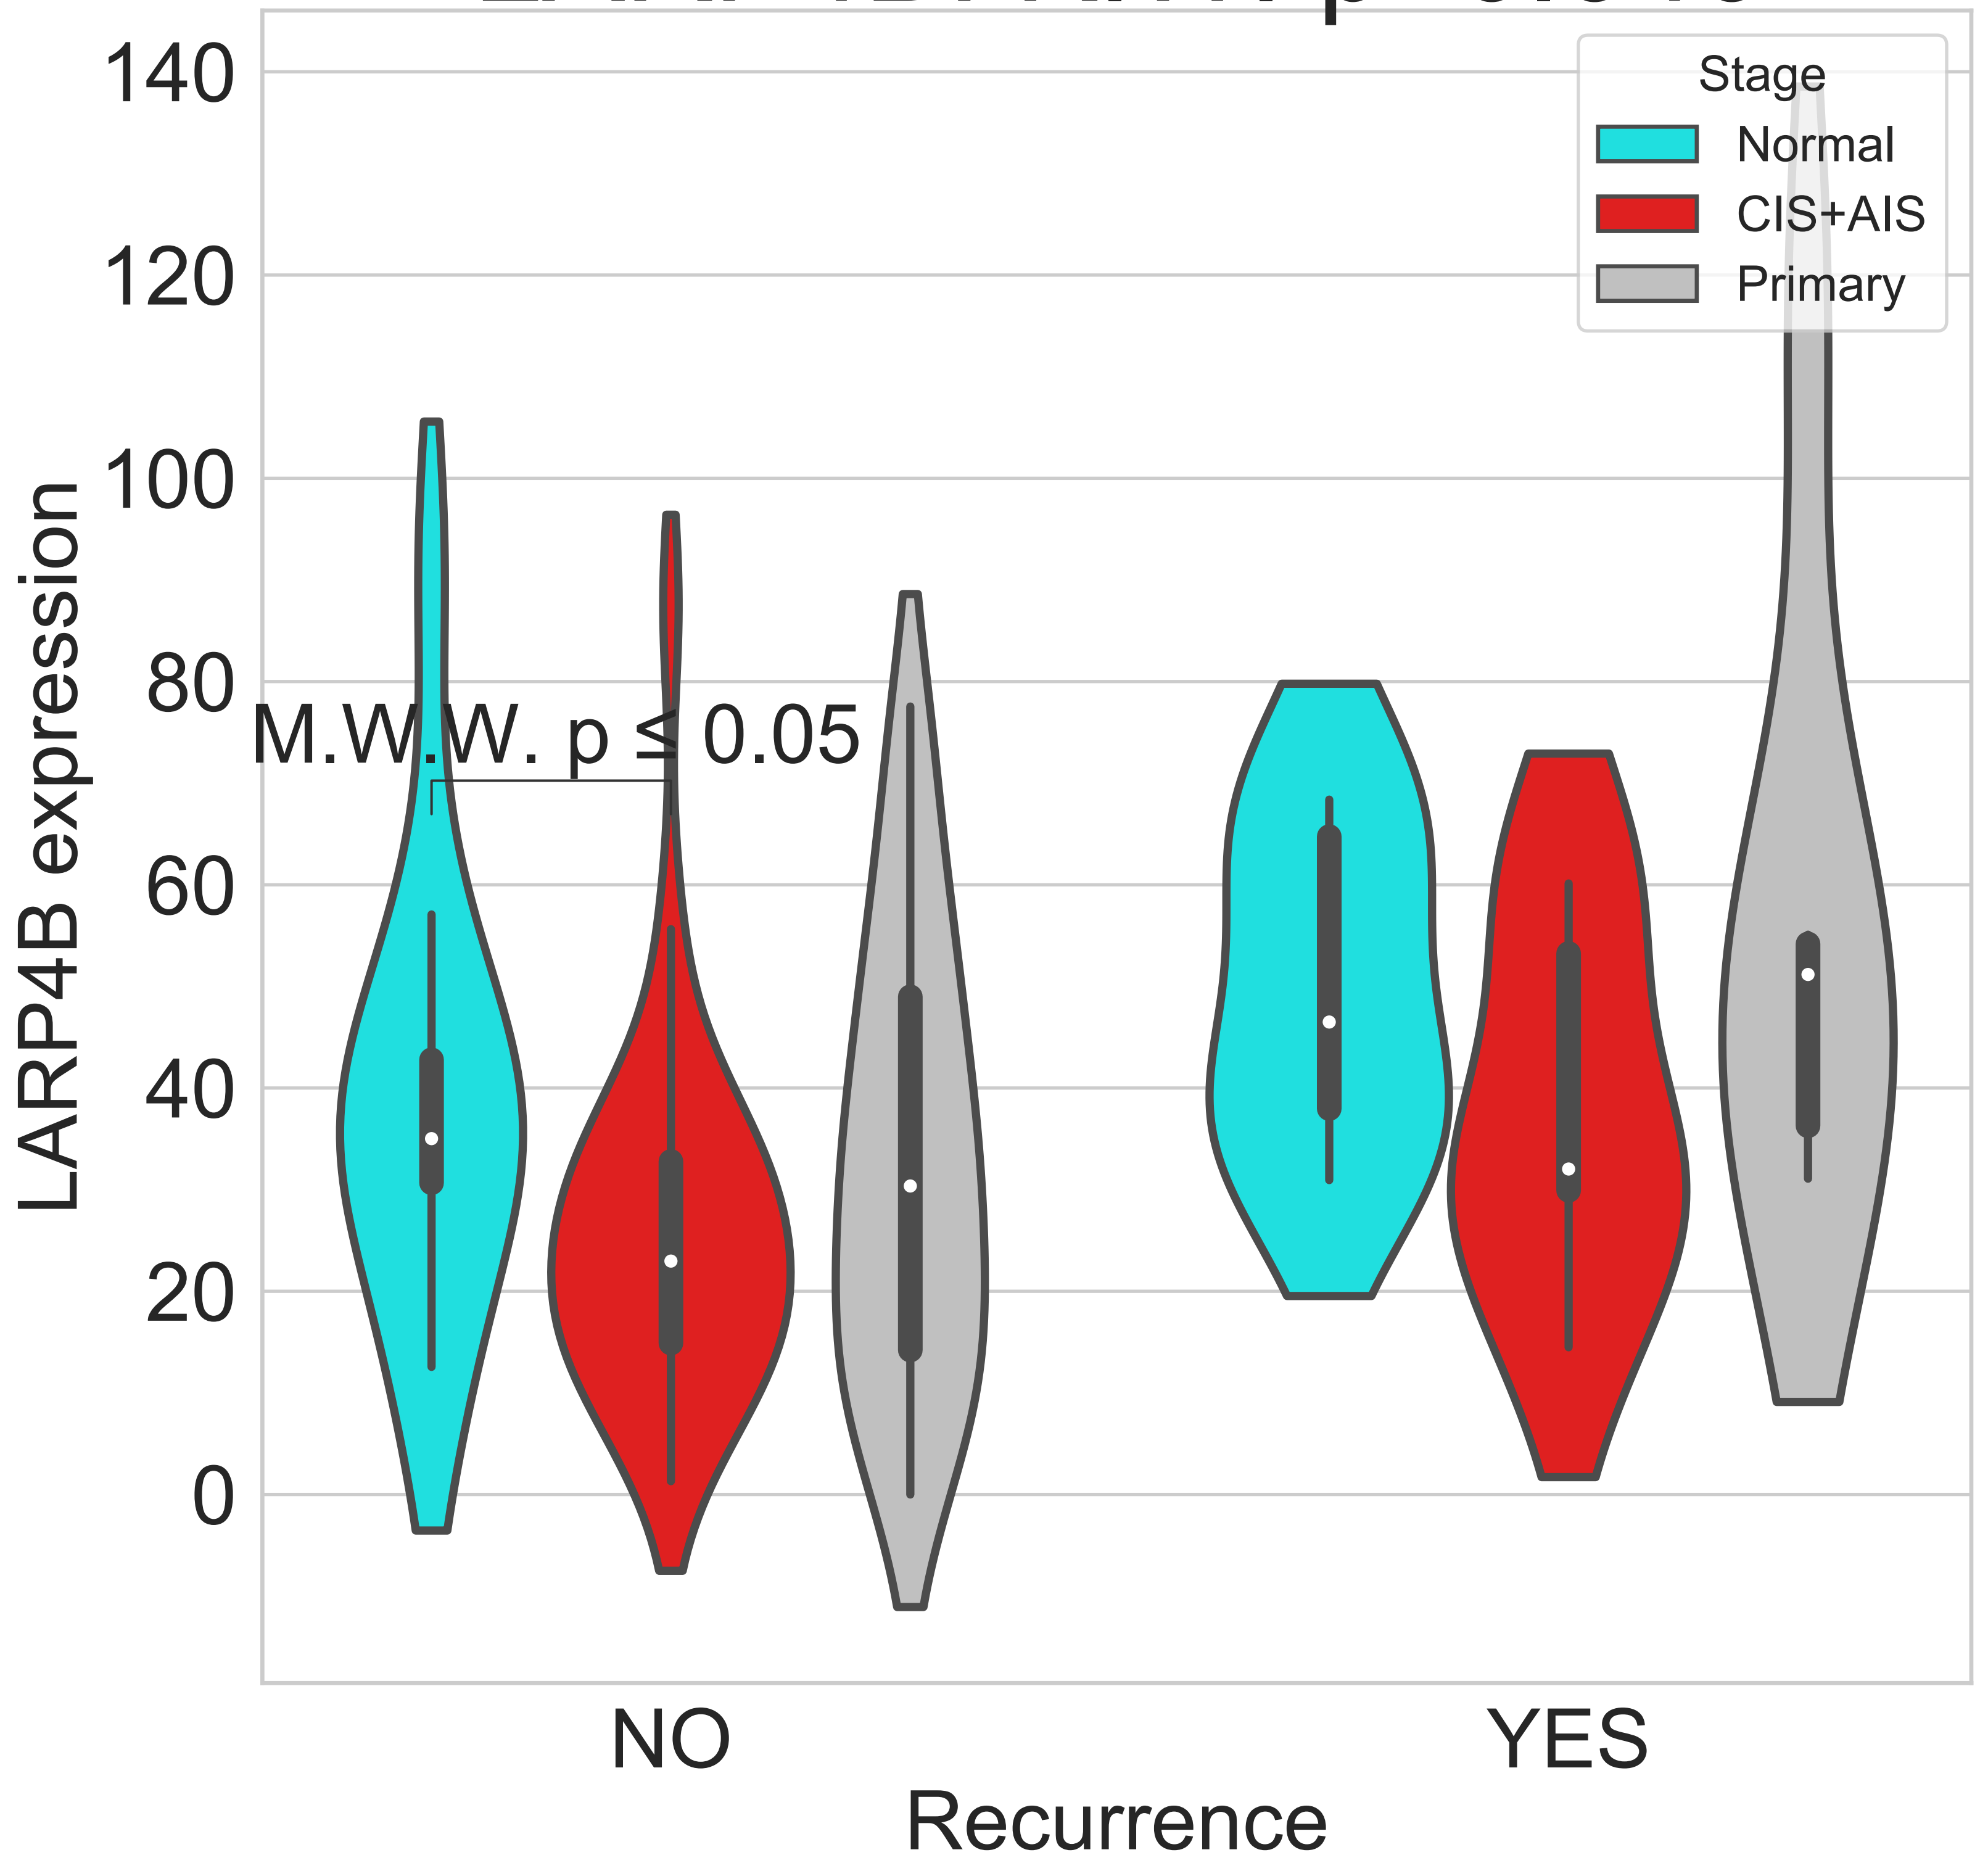 Stage
Normal
CIS+AIS
Primary
140
120
100
80
60
40
20
0
LARP4B expression
M.W.W. p ≤ 0.05
NO
YES
Recurrence